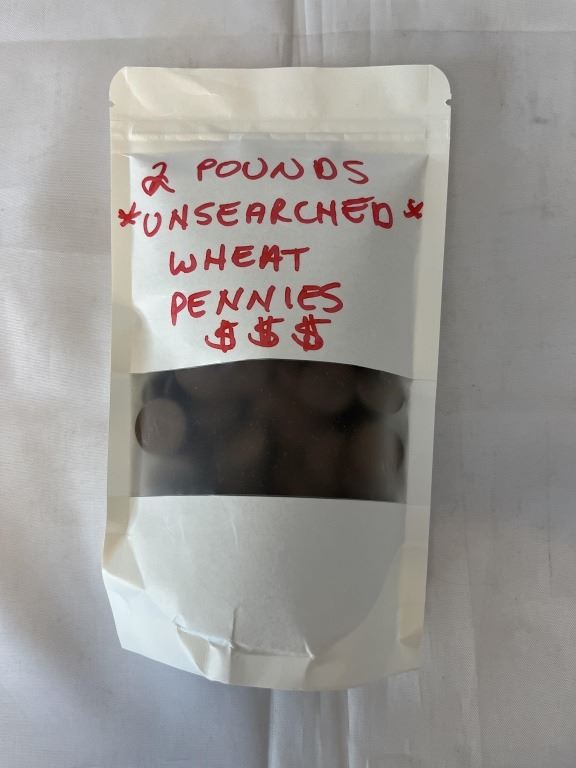 2 POUNDS
*UNSEARCHED*
WHEAT
PENNIES
$$$